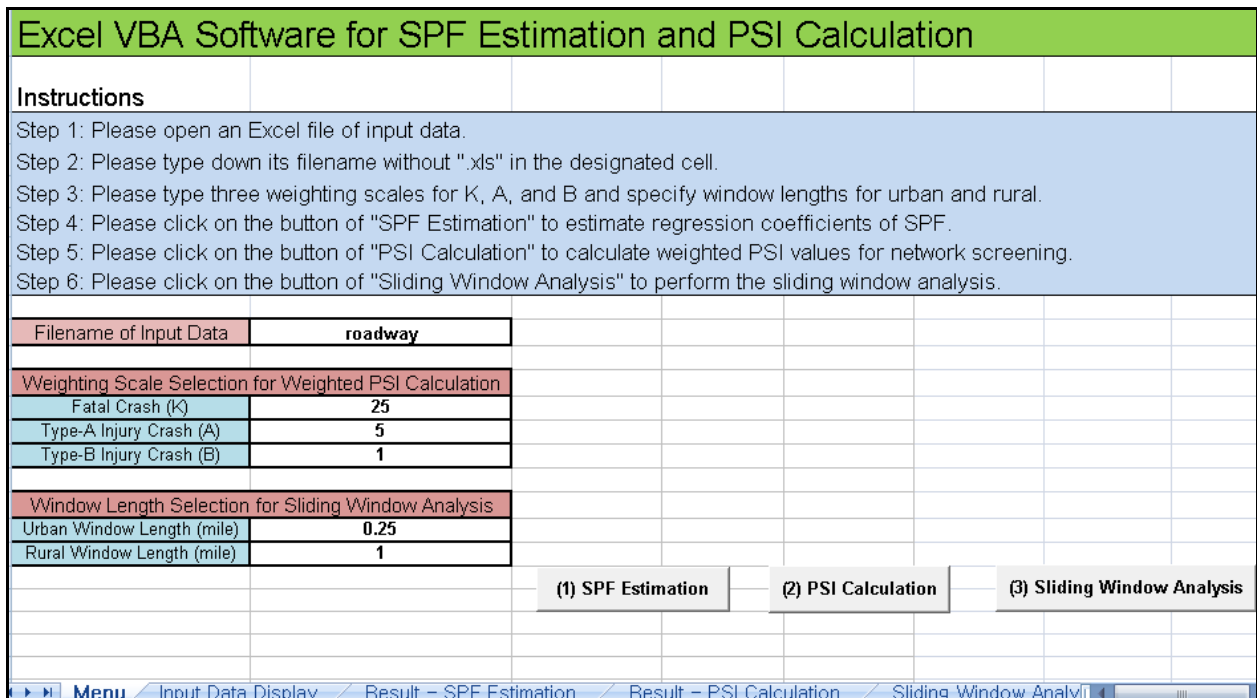 Excel VBA Software for SPF Estimation and PSI Calculation
Instructions
Step 1: Please open an Excel file of input data.
Step 2: Please type down its filename without ".xls" in the designated cell.
Step 3: Please type three weighting scales for K, A, and B and specify window lengths for urban and rural.
Step 4: Please click on the button of "SPF Estimation" to estimate regression coefficients of SPF.
Step 5: Please click on the button of "PSI Calculation" to calculate weighted PSI values for network screening.
Step 6: Please click on the button of "Sliding Window Analysis" to perform the sliding window analysis.
Filename of Input Data roadway
Weighting Scale Selection for Weighted PSI Calculation
Fatal Crash (K) 25
Type-A Injury Crash (A) 5
Type-B Injury Crash (B) 1
Window Length Selection for Sliding Window Analysis
Urban Window Length (mile) 0.25
Rural Window Length (mile) 1
(1) SPF Estimation (2) PSI Calculation (3) Sliding Window Analysis
Menu Input Data Display Result - SPF Estimation Result - PSI Calculation Sliding Window Analy